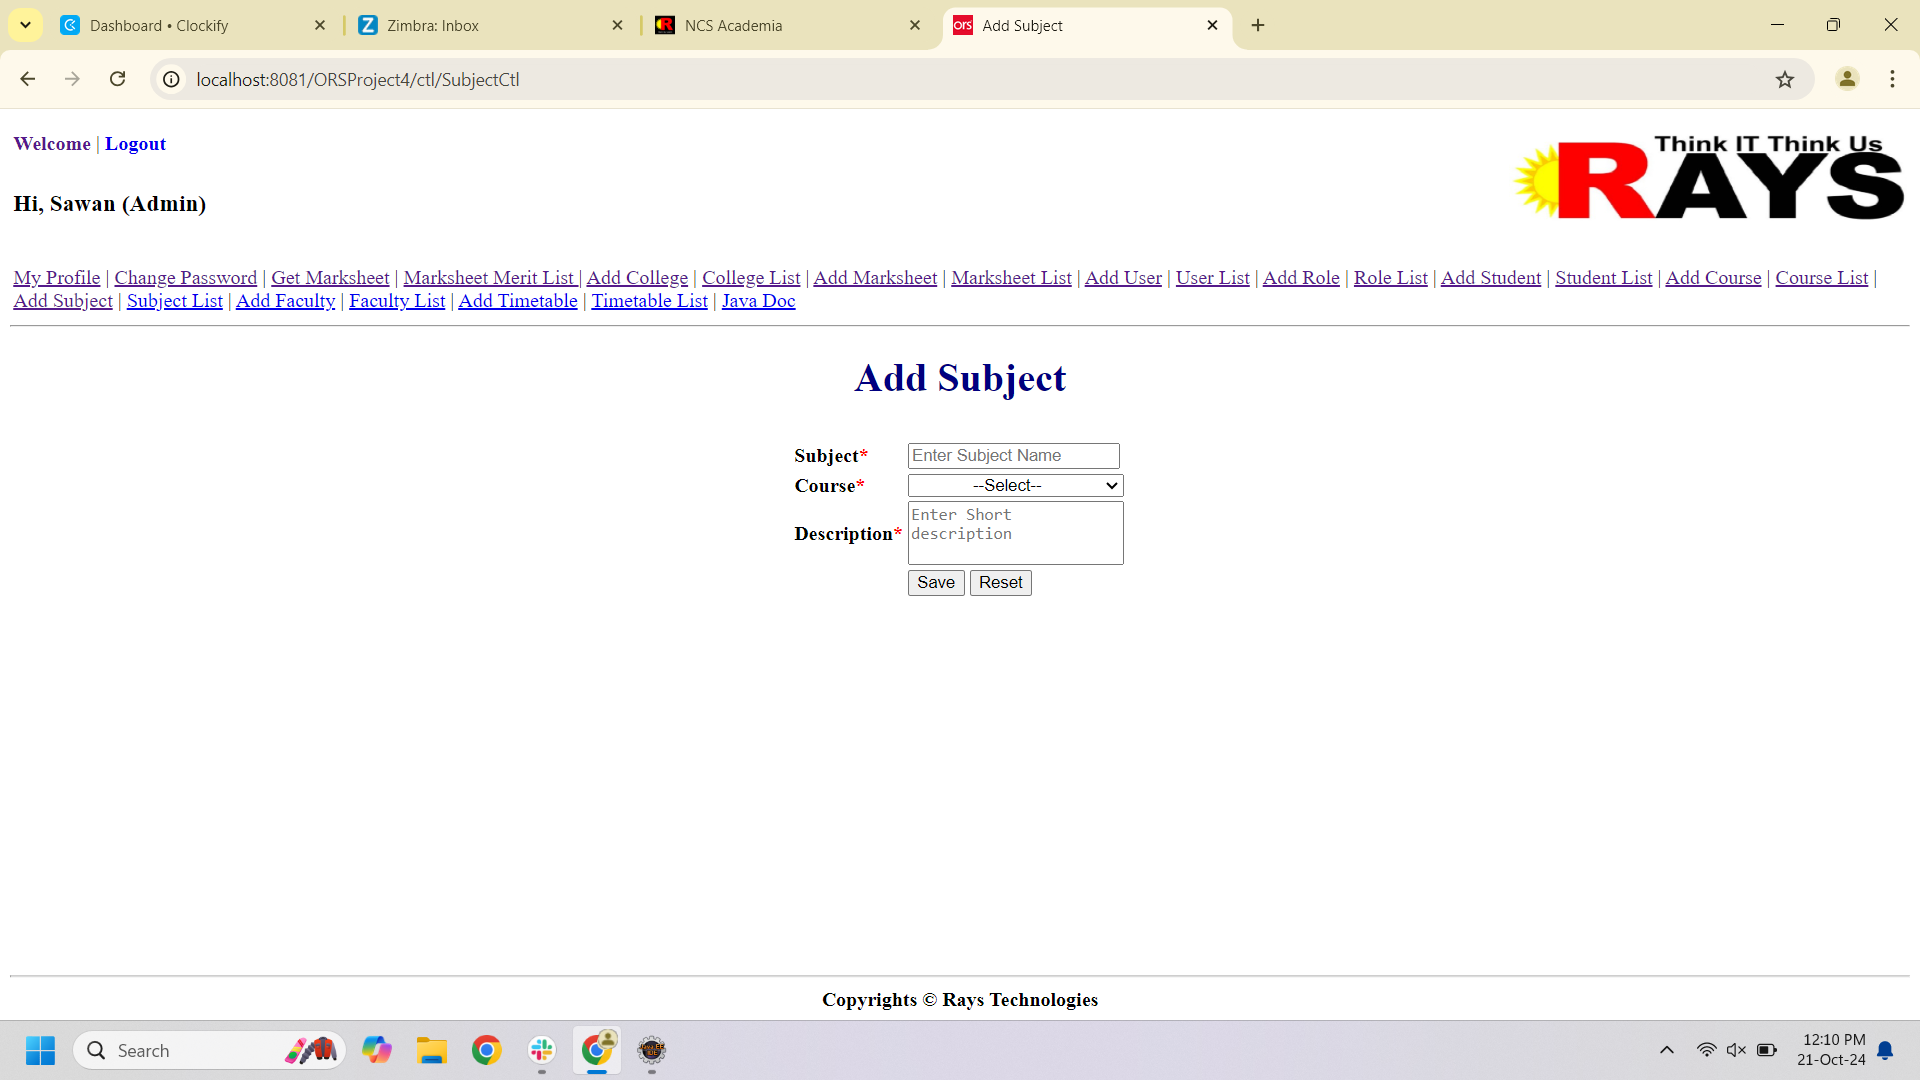 Dashboard • Clockify
Zimbra: Inbox
NCS Academia
ors Add Subject
localhost:8081/ORSProject4/ctl/SubjectCtl
Welcome | Logout
Think IT Think Us
RAYS
Hi, Sawan (Admin)
My Profile | Change Password | Get Marksheet | Marksheet Merit List | Add College | College List | Add Marksheet | Marksheet List | Add User | User List | Add Role | Role List | Add Student | Student List | Add Course | Course List |
Add Subject | Subject List | Add Faculty | Faculty List | Add Timetable | Timetable List | Java Doc
Add Subject
Subject* Enter Subject Name
Course* --Select--
Description* Enter Short
description
Save Reset
Copyrights © Rays Technologies
Search
12:10 PM
21-Oct-24